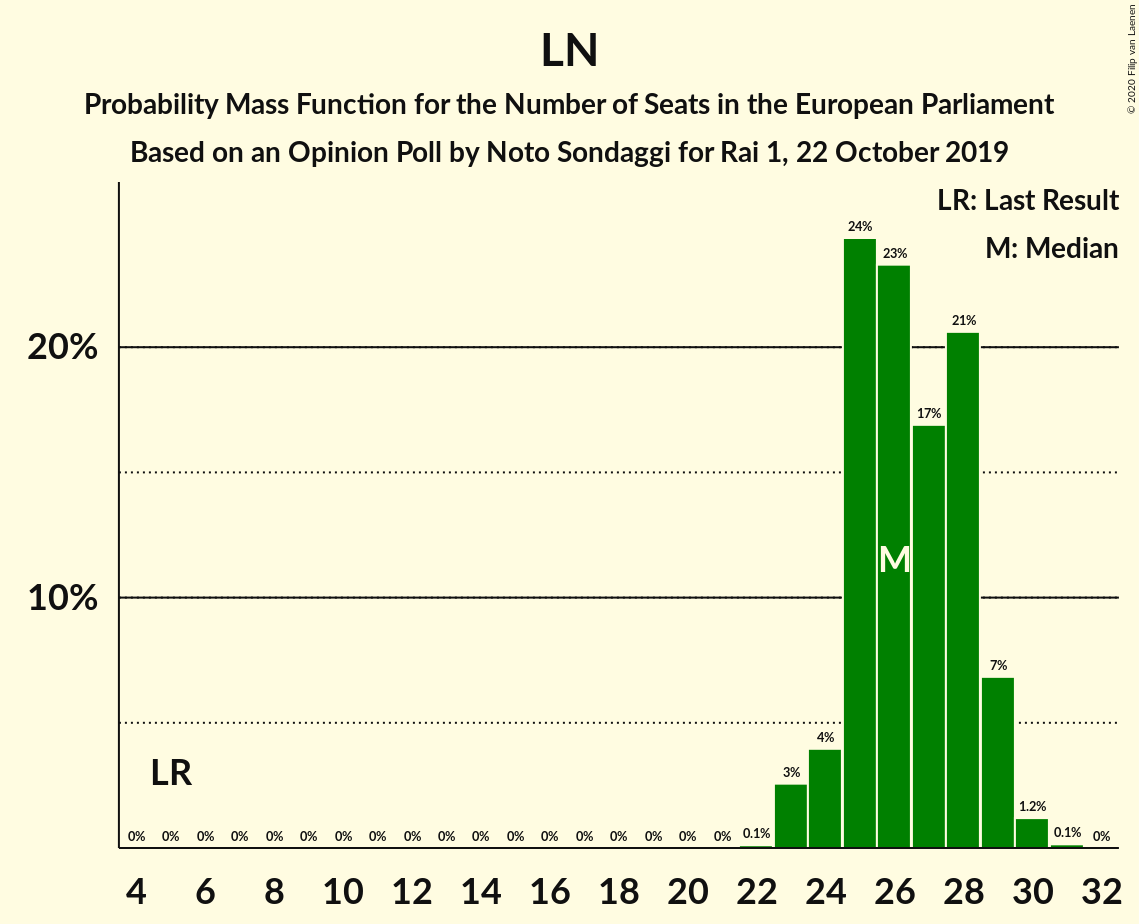 LN
Probability Mass Function for the Number of Seats in the European Parliament
Based on an Opinion Poll by Noto Sondaggi for Rai 1, 22 October 2019
© 2020 Filip van Laenen
LR: Last Result
M: Median
20%
10%
LR
M
0% 0% 0% 0% 0% 0% 0% 0% 0% 0% 0% 0% 0% 0% 0% 0% 0% 0% 0.1% 3% 4% 24% 23% 17% 21% 7% 1.2% 0.1% 0%
4 6 8 10 12 14 16 18 20 22 24 26 28 30 32